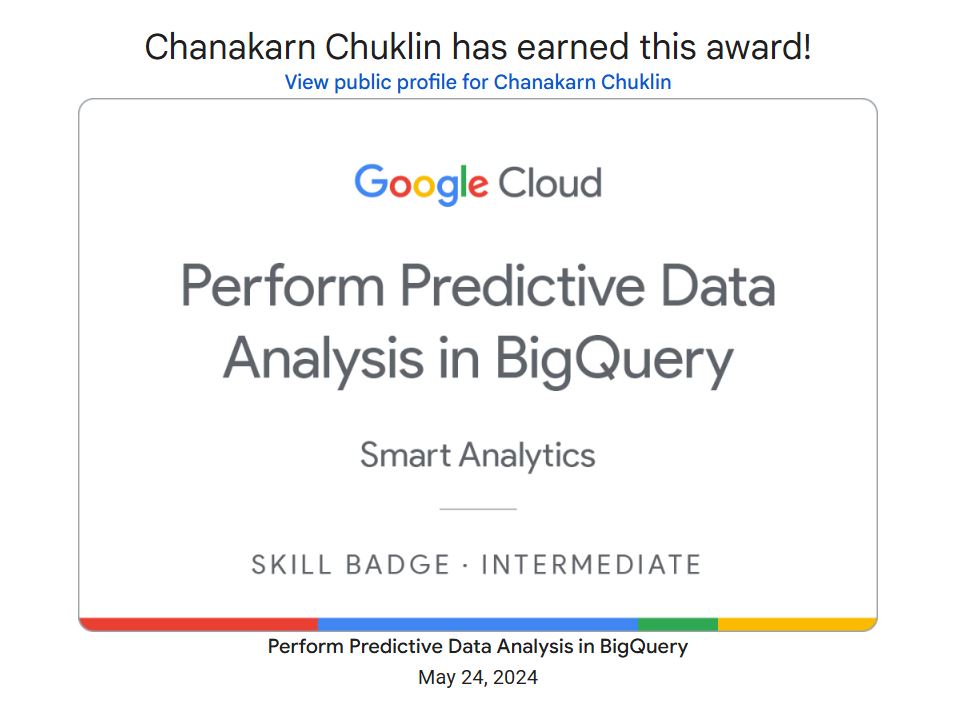 Chanakarn Chuklin has earned this award!
View public profile for Chanakarn Chuklin
Google Cloud
Perform Predictive Data
Analysis in BigQuery
Smart Analytics
SKILL BADGE · INTERMEDIATE
Perform Predictive Data Analysis in BigQuery
May 24, 2024